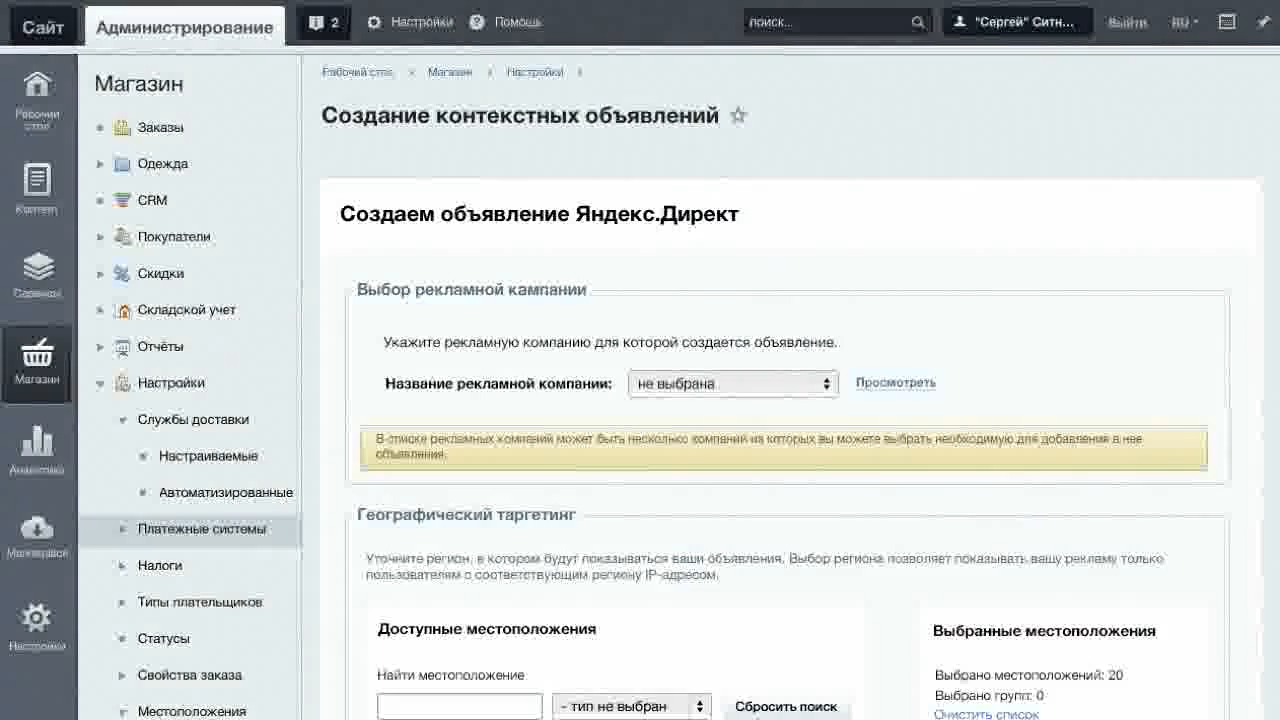 Сайт
Администрирование
2
Настройки
Помощь
поиск...
"Сергей" Ситн...
Выйти
RU
Рабочий стол
Магазин
Настройки
Рабочий стол
Контент
Сервисы
Магазин
Аналитика
Маркетплейс
Настройки
Магазин
Заказы
Одежда
CRM
Покупатели
Скидки
Складской учет
Отчёты
Настройки
Службы доставки
Настраиваемые
Автоматизированные
Платежные системы
Налоги
Типы плательщиков
Статусы
Свойства заказа
Местоположения
Создание контекстных объявлений
Создаем объявление Яндекс.Директ
Выбор рекламной кампании
Укажите рекламную компанию для которой создается объявление.
Название рекламной компании:
не выбрана
Просмотреть
В списке рекламных компаний может быть несколько компаний из которых вы можете выбрать необходимую для добавления в нее
объявления.
Географический таргетинг
Уточните регион, в котором будут показываться ваши объявления. Выбор региона позволяет показывать вашу рекламу только
пользователям с соответствующим региону IP-адресом.
Доступные местоположения
Найти местоположение
- тип не выбран
Сбросить поиск
Выбранные местоположения
Выбрано местоположений: 20
Выбрано групп: 0
Очистить список